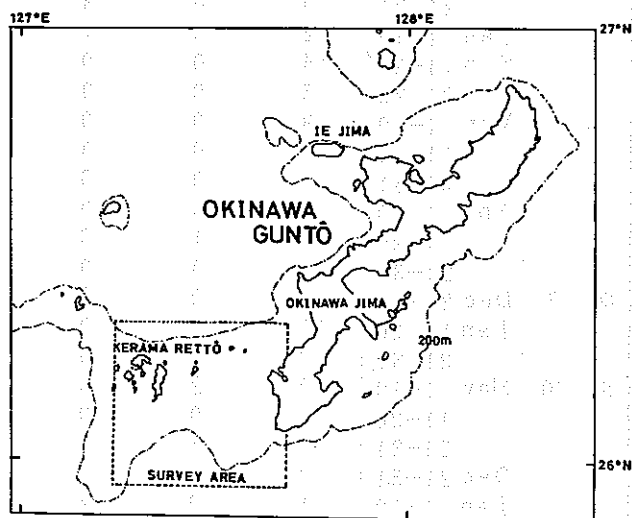 127°E
128°E
27°N
IE JIMA
OKINAWA
GUNTÔ
OKINAWA JIMA
200m
KERAMA RETTÔ
26°N
SURVEY AREA